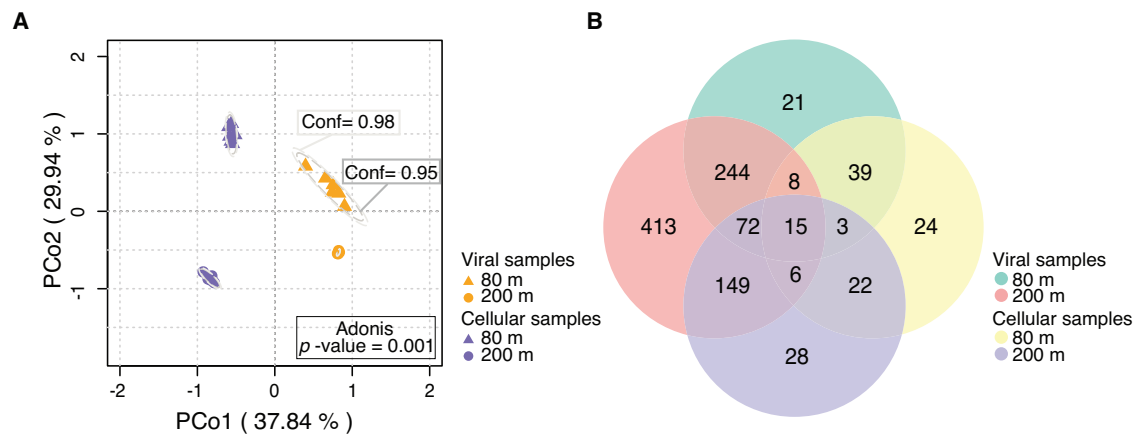 A
PCo2 ( 29.94 % )
2
1
0
-1
-2
-1
0
1
2
PCo1 ( 37.84 % )
Conf= 0.98
Conf= 0.95
Adonis
p -value = 0.001
Viral samples
80 m
200 m
Cellular samples
80 m
200 m
B
21
244
8
39
413
72
15
3
24
149
6
22
28
Viral samples
80 m
200 m
Cellular samples
80 m
200 m